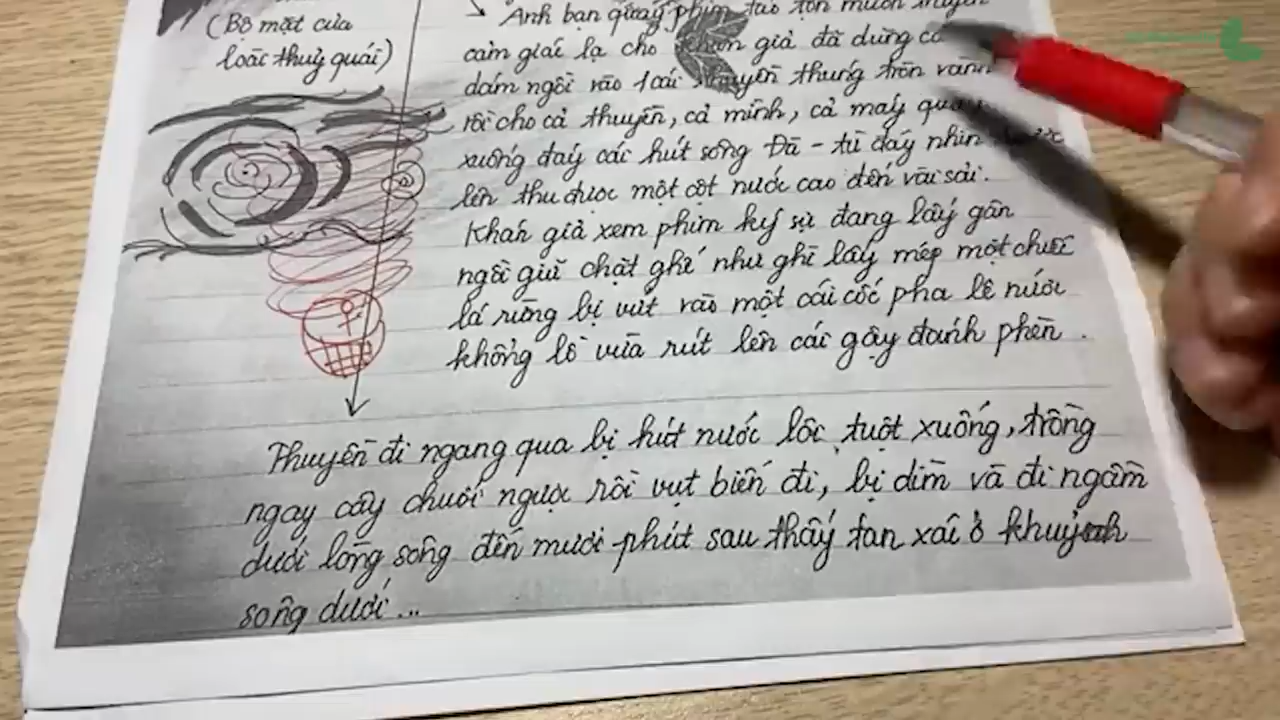 (Bộ mặt của
loài thuỷ quái)
Anh bạn quay phim táo tợn muốn truyền
cảm giác lạ cho khán giả đã dũng cả
dám ngồi vào 1 cái thuyền thúng tròn vành
rồi cho cả thuyền, cả mình, cả máy quay
xuống đáy cái hút sông Đà - từ đáy nhìn
lên thu được một cột nước cao đến vài sải.
Khán giả xem phim ký sự đang lấy gân
ngồi giữ chặt ghế như ghì lấy mép một chiếc
lá rừng bị vứt vào một cái cốc pha lê nước
khổng lồ vừa rút lên cái gậy đánh phèn.
Thuyền đi ngang qua bị hút nước lôi tuột xuống, trồng
ngay cây chuối ngược rồi vụt biến đi, bị dìm và đi ngầm
dưới lòng sông đến mươi phút sau thấy tan xác ở khuỷnh
sông dưới...